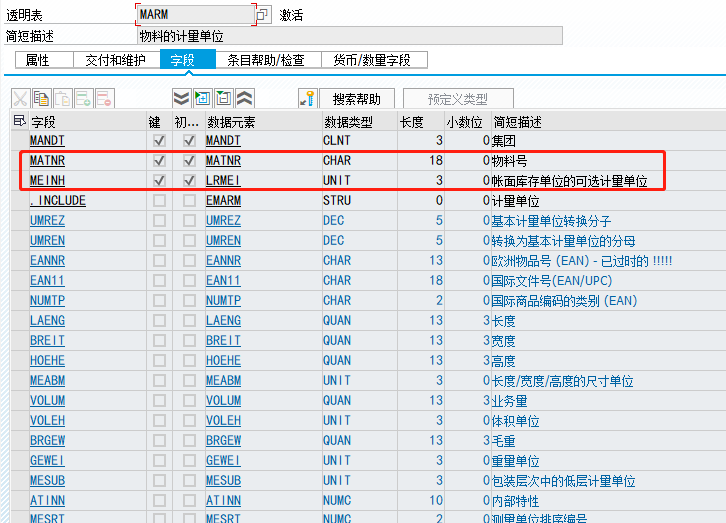 透明表 MARM 激活
简短描述 物料的计量单位
属性 交付和维护 字段 条目帮助/检查 货币/数量字段
搜索帮助 预定义类型
字段 键 初... 数据元素 数据类型 长度 小数位 简短描述
MANDT MANDT CLNT 3 0 集团
MATNR MATNR CHAR 18 0 物料号
MEINH LRMEI UNIT 3 0 帐面库存单位的可选计量单位
.INCLUDE EMARM STRU 0 0 计量单位
UMREZ UMREZ DEC 5 0 基本计量单位转换分子
UMREN UMREN DEC 5 0 转换为基本计量单位的分母
EANNR EANNR CHAR 13 0 欧洲物品号 (EAN) - 已过时的 !!!!!
EAN11 EAN11 CHAR 18 0 国际文件号(EAN/UPC)
NUMTP NUMTP CHAR 2 0 国际商品编码的类别 (EAN)
LAENG LAENG QUAN 13 3 长度
BREIT BREIT QUAN 13 3 宽度
HOEHE HOEHE QUAN 13 3 高度
MEABM MEABM UNIT 3 0 长度/宽度/高度的尺寸单位
VOLUM VOLUM QUAN 13 3 业务量
VOLEH VOLEH UNIT 3 0 体积单位
BRGEW BRGEW QUAN 13 3 毛重
GEWEI GEWEI UNIT 3 0 重量单位
MESUB MESUB UNIT 3 0 包装层次中的低层计量单位
ATINN ATINN NUMC 10 0 内部特性
MESRT MESRT NUMC 2 0 测量单位排序编号